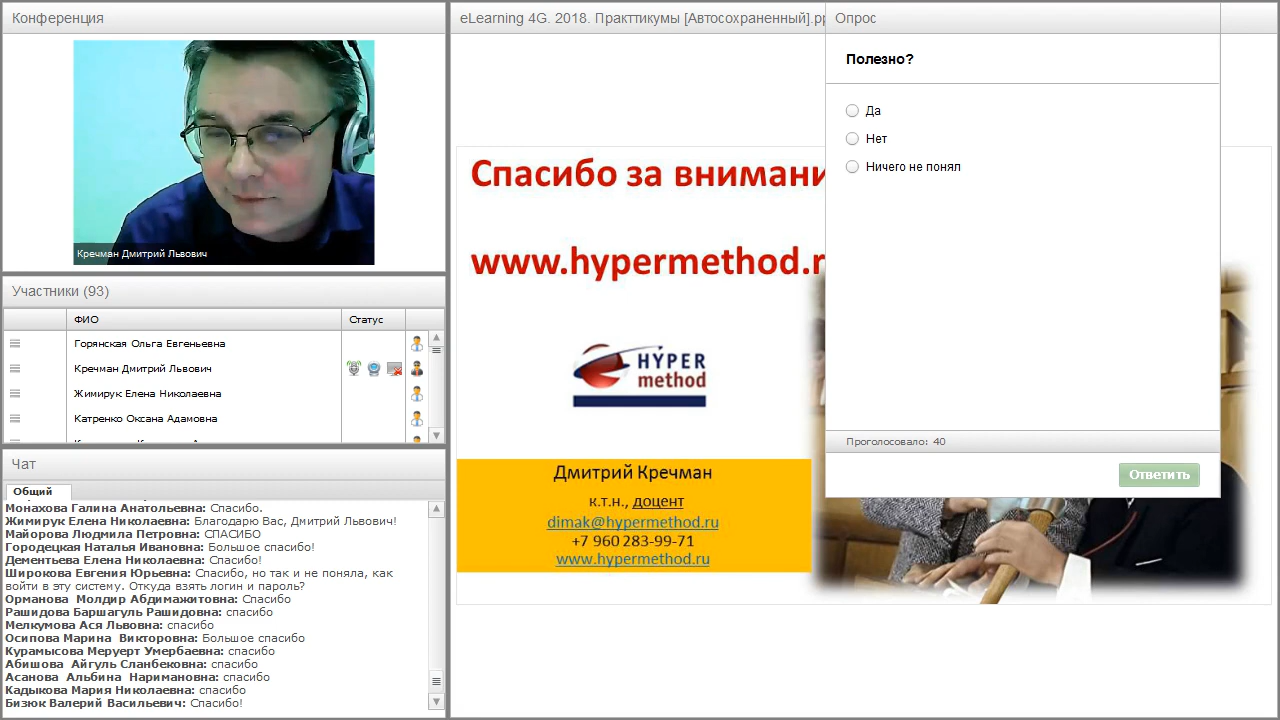 Конференция
Кречман Дмитрий Львович
Участники (93)
ФИО
Статус
Горянская Ольга Евгеньевна
Кречман Дмитрий Львович
Жимирук Елена Николаевна
Катренко Оксана Адамовна
Чат
Общий
Монахова Галина Анатольевна: Спасибо.
Жимирук Елена Николаевна: Благодарю Вас, Дмитрий Львович!
Майорова Людмила Петровна: СПАСИБО
Городецкая Наталья Ивановна: Большое спасибо!
Дементьева Елена Николаевна: Спасибо!
Широкова Евгения Юрьевна: Спасибо, но так и не поняла, как
войти в эту систему. Откуда взять логин и пароль?
Орманова Молдир Абдимажитовна: Спасибо
Рашидова Баршагуль Рашидовна: спасибо
Мелкумова Ася Львовна: спасибо
Осипова Марина Викторовна: Большое спасибо
Курамысова Меруерт Умербаевна: спасибо
Абишова Айгуль Сланбековна: спасибо
Асанова Альбина Наримановна: спасибо
Кадыкова Мария Николаевна: спасибо
Бизюк Валерий Васильевич: Спасибо!
eLearning 4G. 2018. Практтикумы [Автосохраненный].pp
Спасибо за внимани
www.hypermethod.r
HYPER
method
Дмитрий Кречман
к.т.н., доцент
dimak@hypermethod.ru
+7 960 283-99-71
www.hypermethod.ru
Опрос
Полезно?
Да
Нет
Ничего не понял
Проголосовало: 40
Ответить